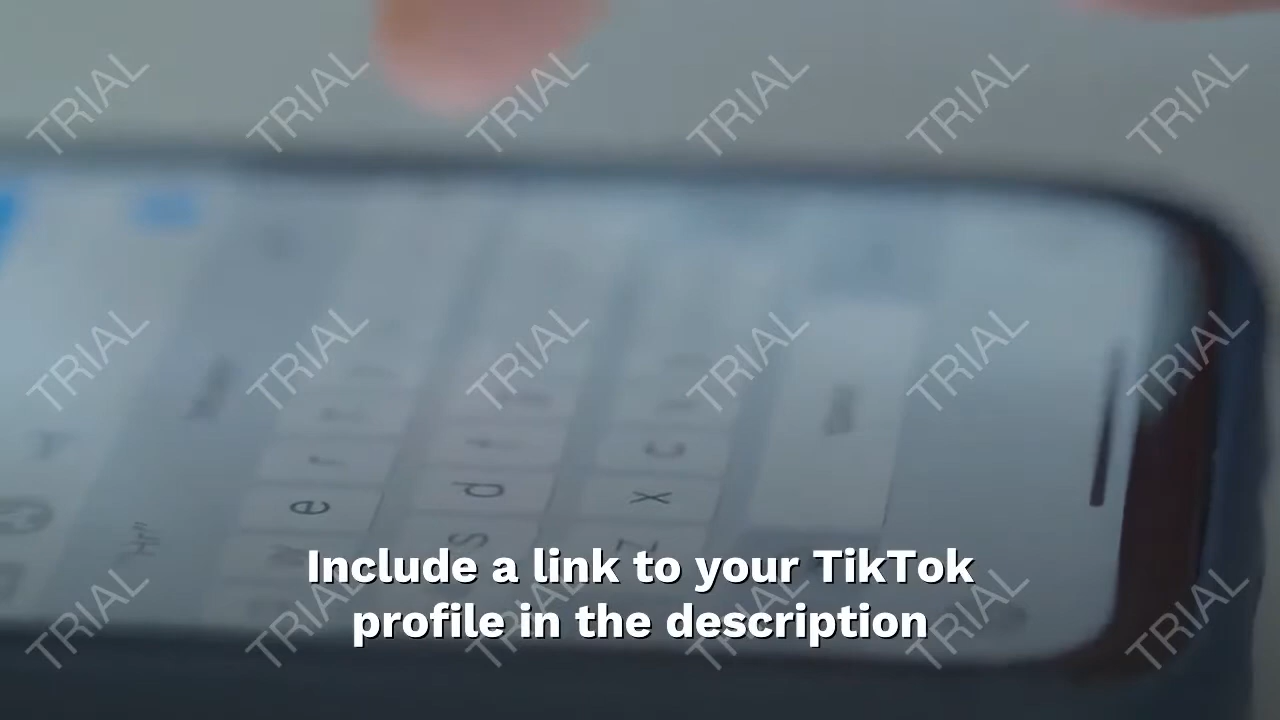 TRIAL TRIAL TRIAL TRIAL TRIAL TRIAL
TRIAL TRIAL TRIAL TRIAL TRIAL TRIAL
e r
s d
z x c
Include a link to your TikTok
profile in the description
TRIAL TRIAL TRIAL TRIAL TRIAL TRIAL